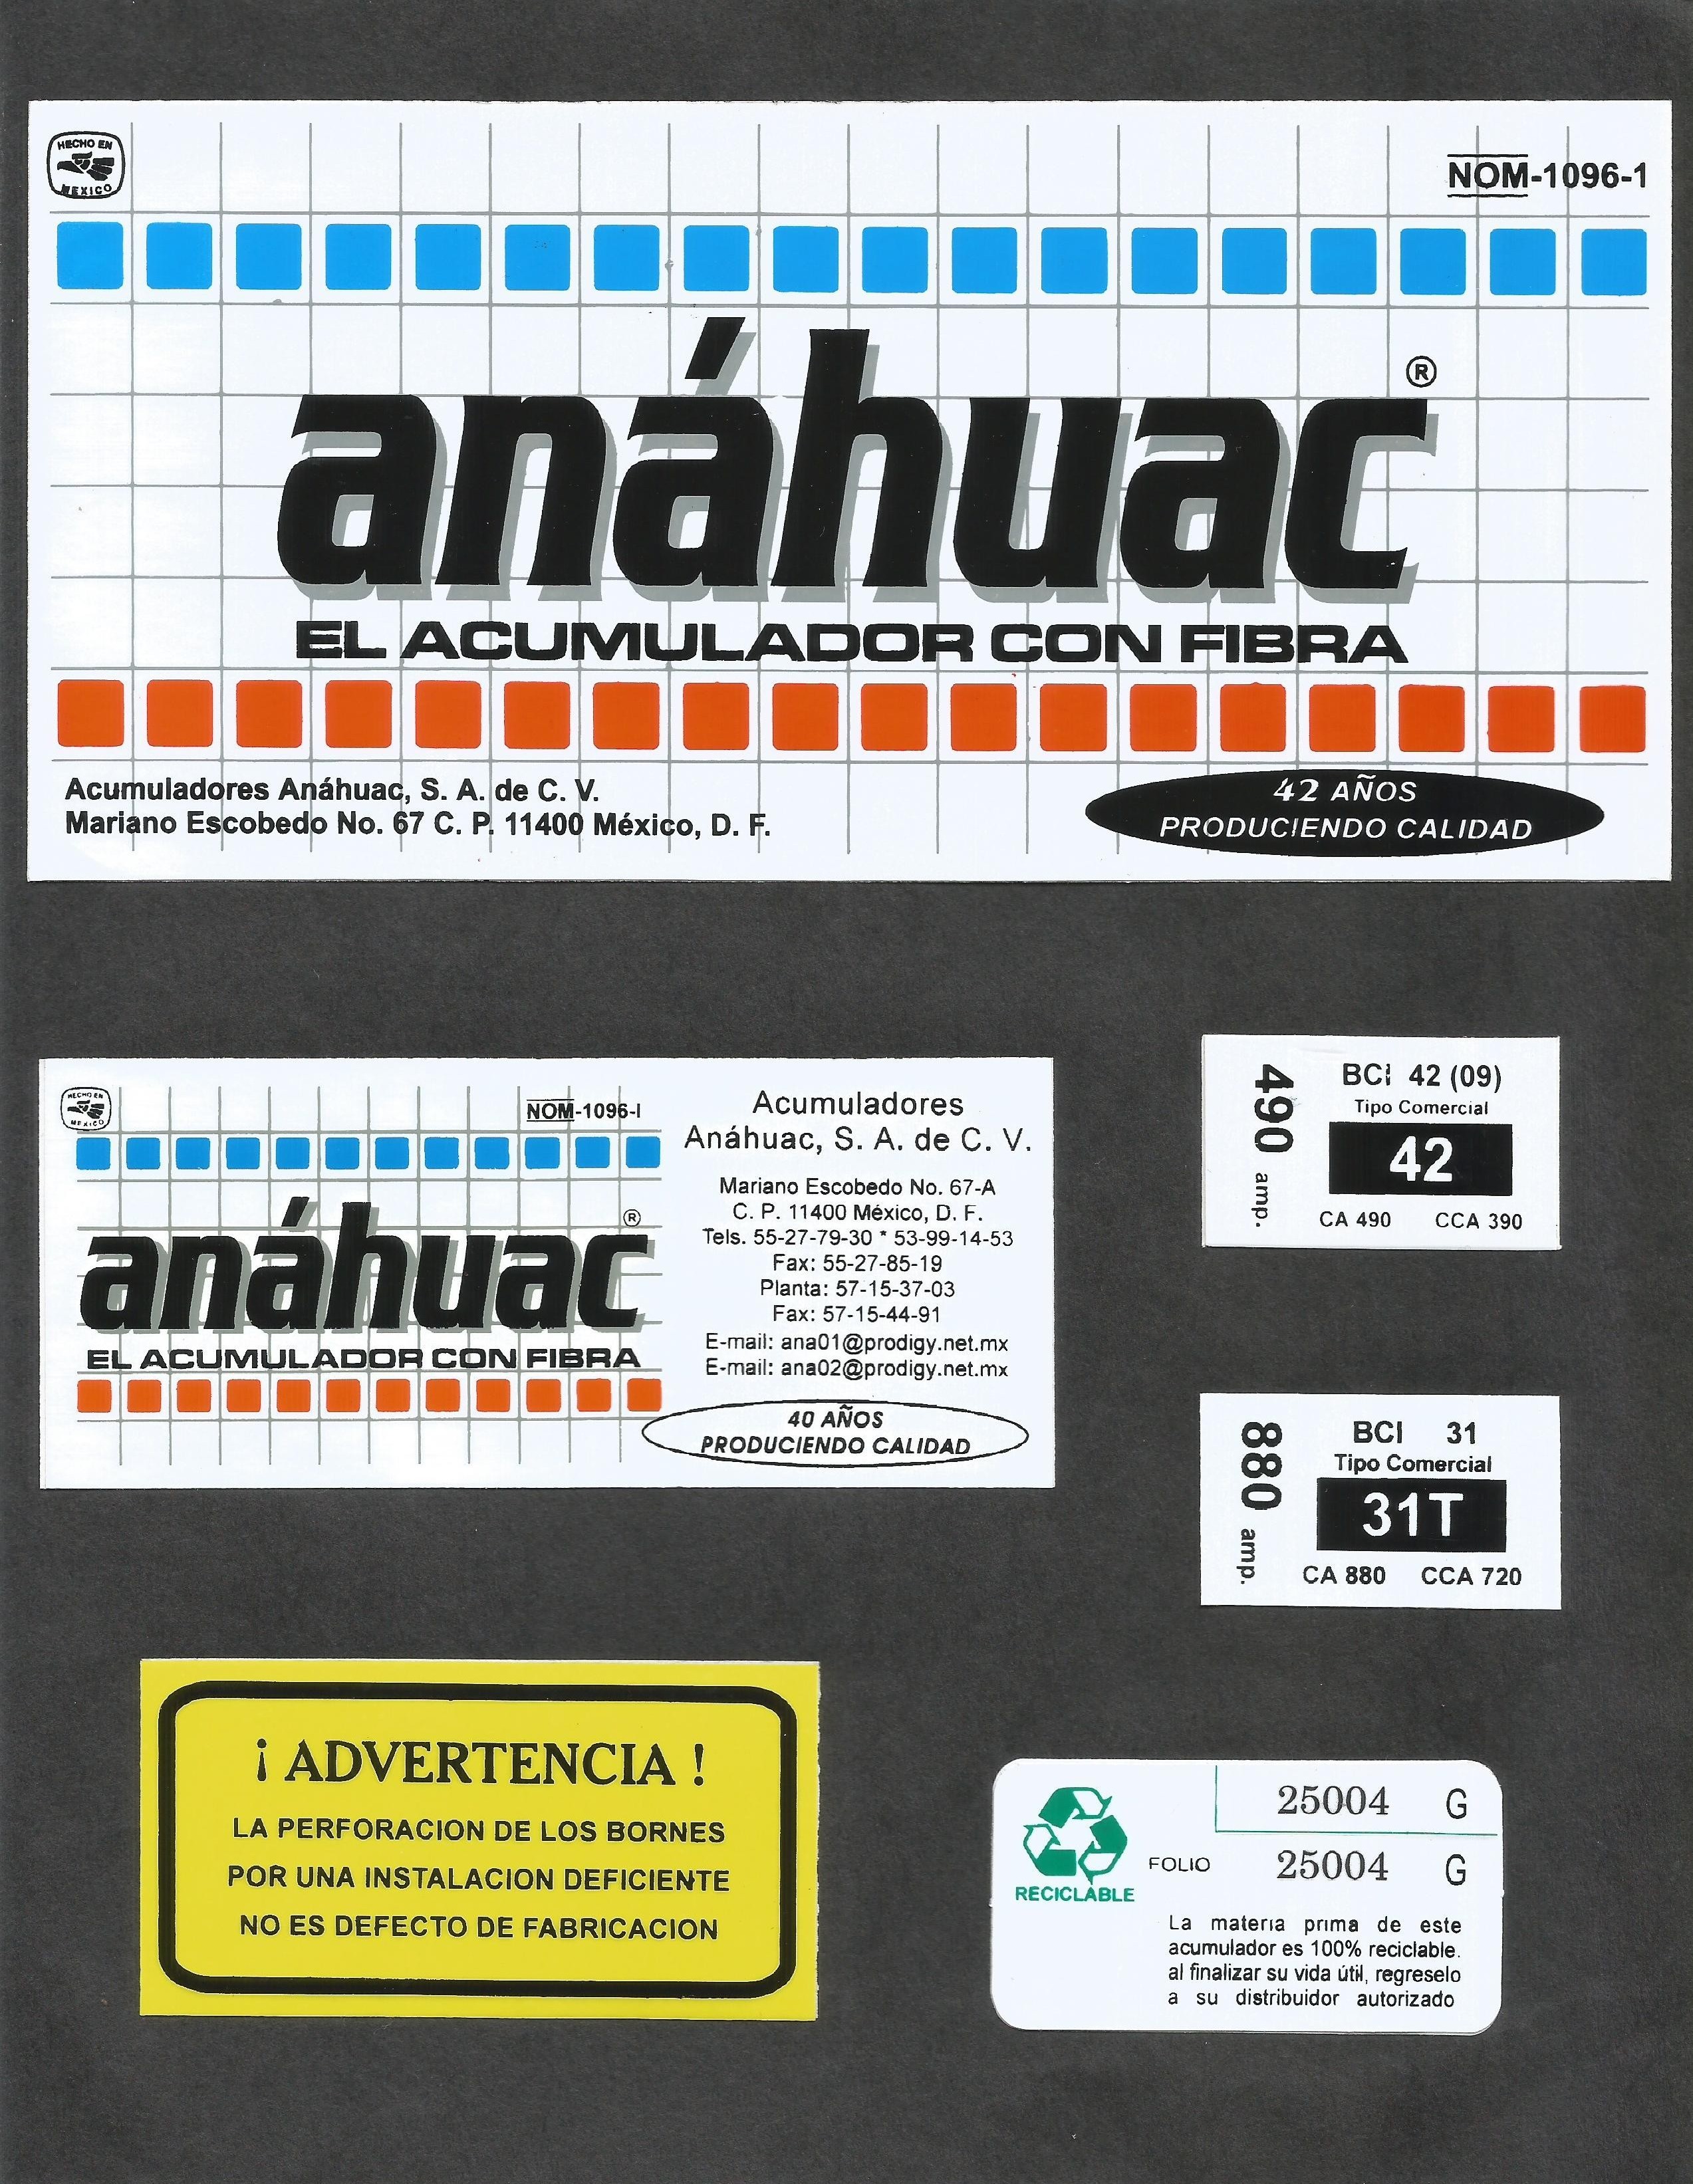 HECHO EN
MEXICO
NOM-1096-1
anáhuac ®
EL ACUMULADOR CON FIBRA
Acumuladores Anáhuac, S. A. de C. V.
Mariano Escobedo No. 67 C. P. 11400 México, D. F.
42 AÑOS
PRODUCIENDO CALIDAD
HECHO EN
MEXICO
NOM-1096-I
anáhuac ®
EL ACUMULADOR CON FIBRA
Acumuladores
Anáhuac, S. A. de C. V.
Mariano Escobedo No. 67-A
C. P. 11400 México, D. F.
Tels. 55-27-79-30 * 53-99-14-53
Fax: 55-27-85-19
Planta: 57-15-37-03
Fax: 57-15-44-91
E-mail: ana01@prodigy.net.mx
E-mail: ana02@prodigy.net.mx
40 AÑOS
PRODUCIENDO CALIDAD
490 amp.
BCI 42 (09)
Tipo Comercial
42
CA 490 CCA 390
880 amp.
BCI 31
Tipo Comercial
31T
CA 880 CCA 720
¡ ADVERTENCIA !
LA PERFORACION DE LOS BORNES
POR UNA INSTALACION DEFICIENTE
NO ES DEFECTO DE FABRICACION
25004 G
FOLIO 25004 G
RECICLABLE
La materia prima de este
acumulador es 100% reciclable.
al finalizar su vida útil, regreselo
a su distribuidor autorizado